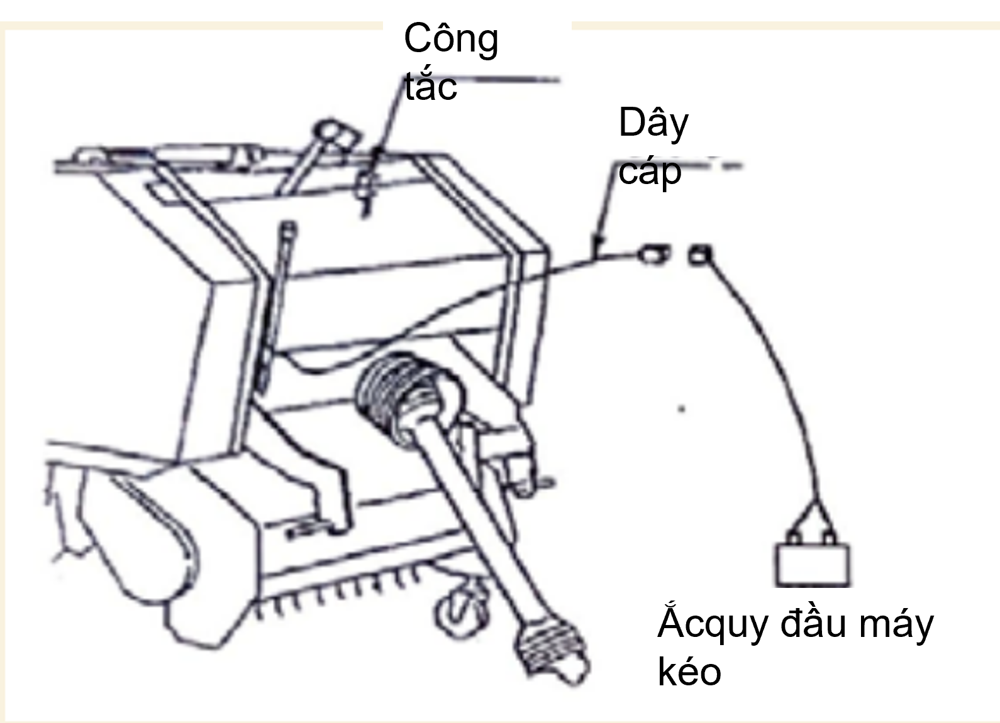 Công
tắc
Dây
cáp
Ắcquy đầu máy
kéo